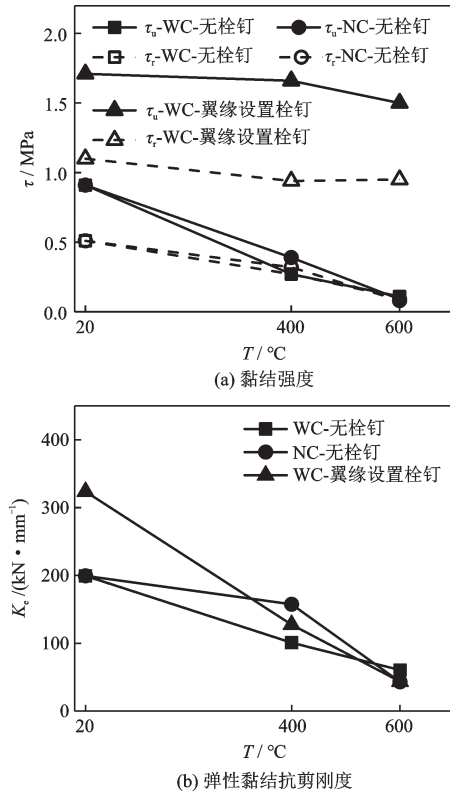 τu-WC-无栓钉 τu-NC-无栓钉
τr-WC-无栓钉 τr-NC-无栓钉
τu-WC-翼缘设置栓钉
τr-WC-翼缘设置栓钉
2.0
1.5
1.0
0.5
0.0
τ / MPa
20 400 600
T / °C
(a) 黏结强度
WC-无栓钉
NC-无栓钉
WC-翼缘设置栓钉
400
300
200
100
0
Ke /(kN·mm⁻¹)
20 400 600
T / °C
(b) 弹性黏结抗剪刚度